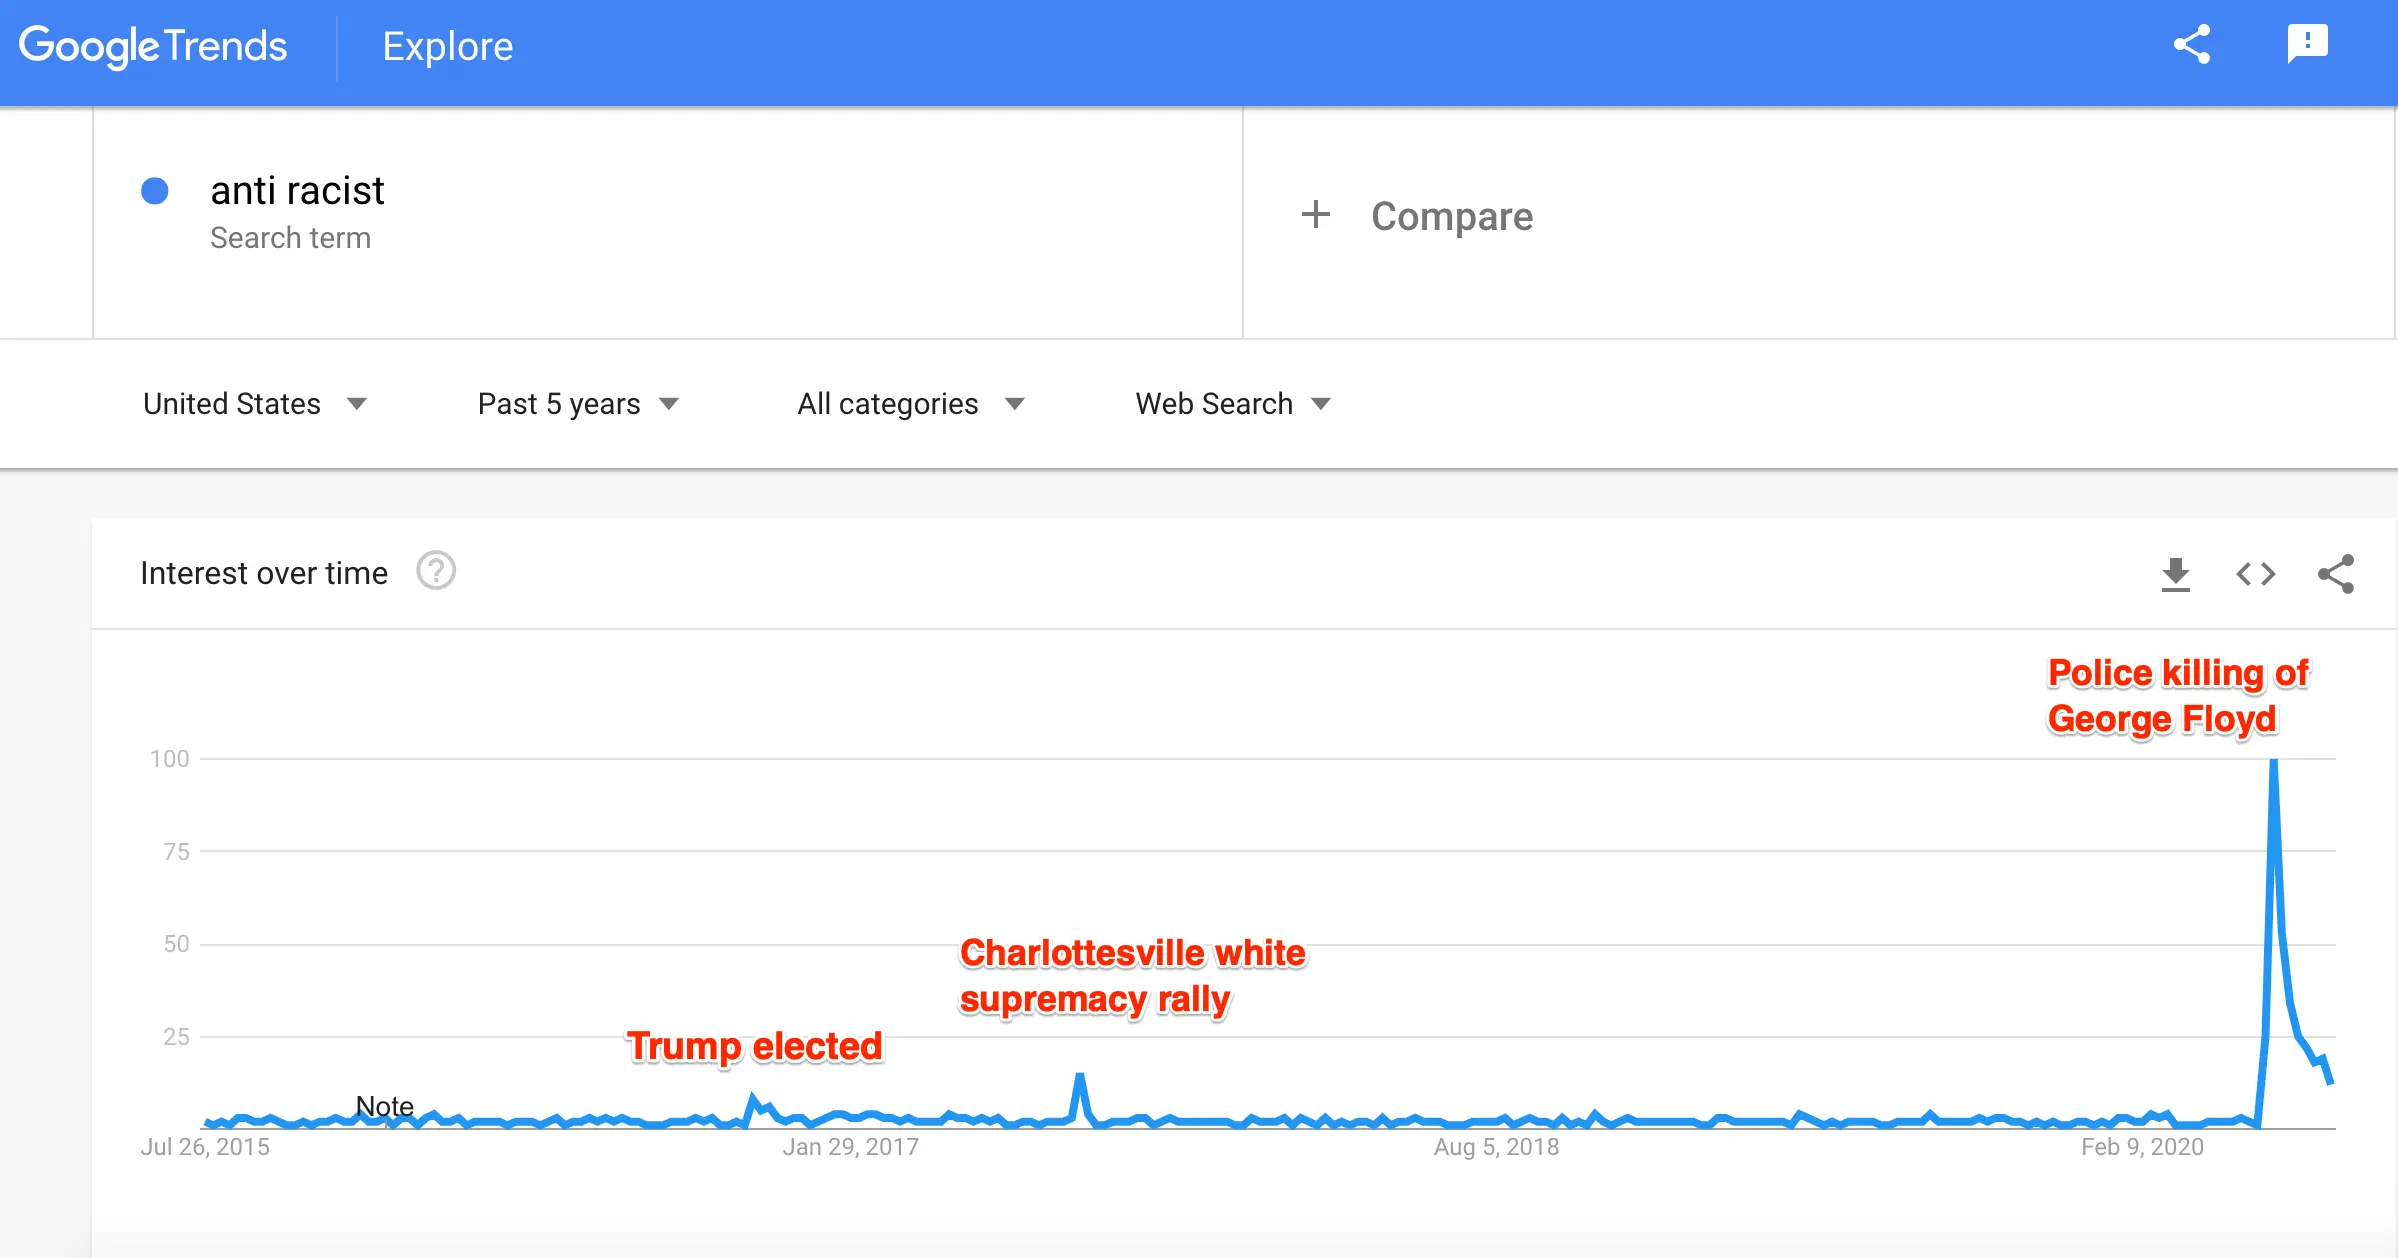 Google Trends Explore
anti racist
Search term
+ Compare
United States Past 5 years All categories Web Search
Interest over time ?
Police killing of
George Floyd
100
75
50
Charlottesville white
supremacy rally
25
Trump elected
Note
Jul 26, 2015 Jan 29, 2017 Aug 5, 2018 Feb 9, 2020